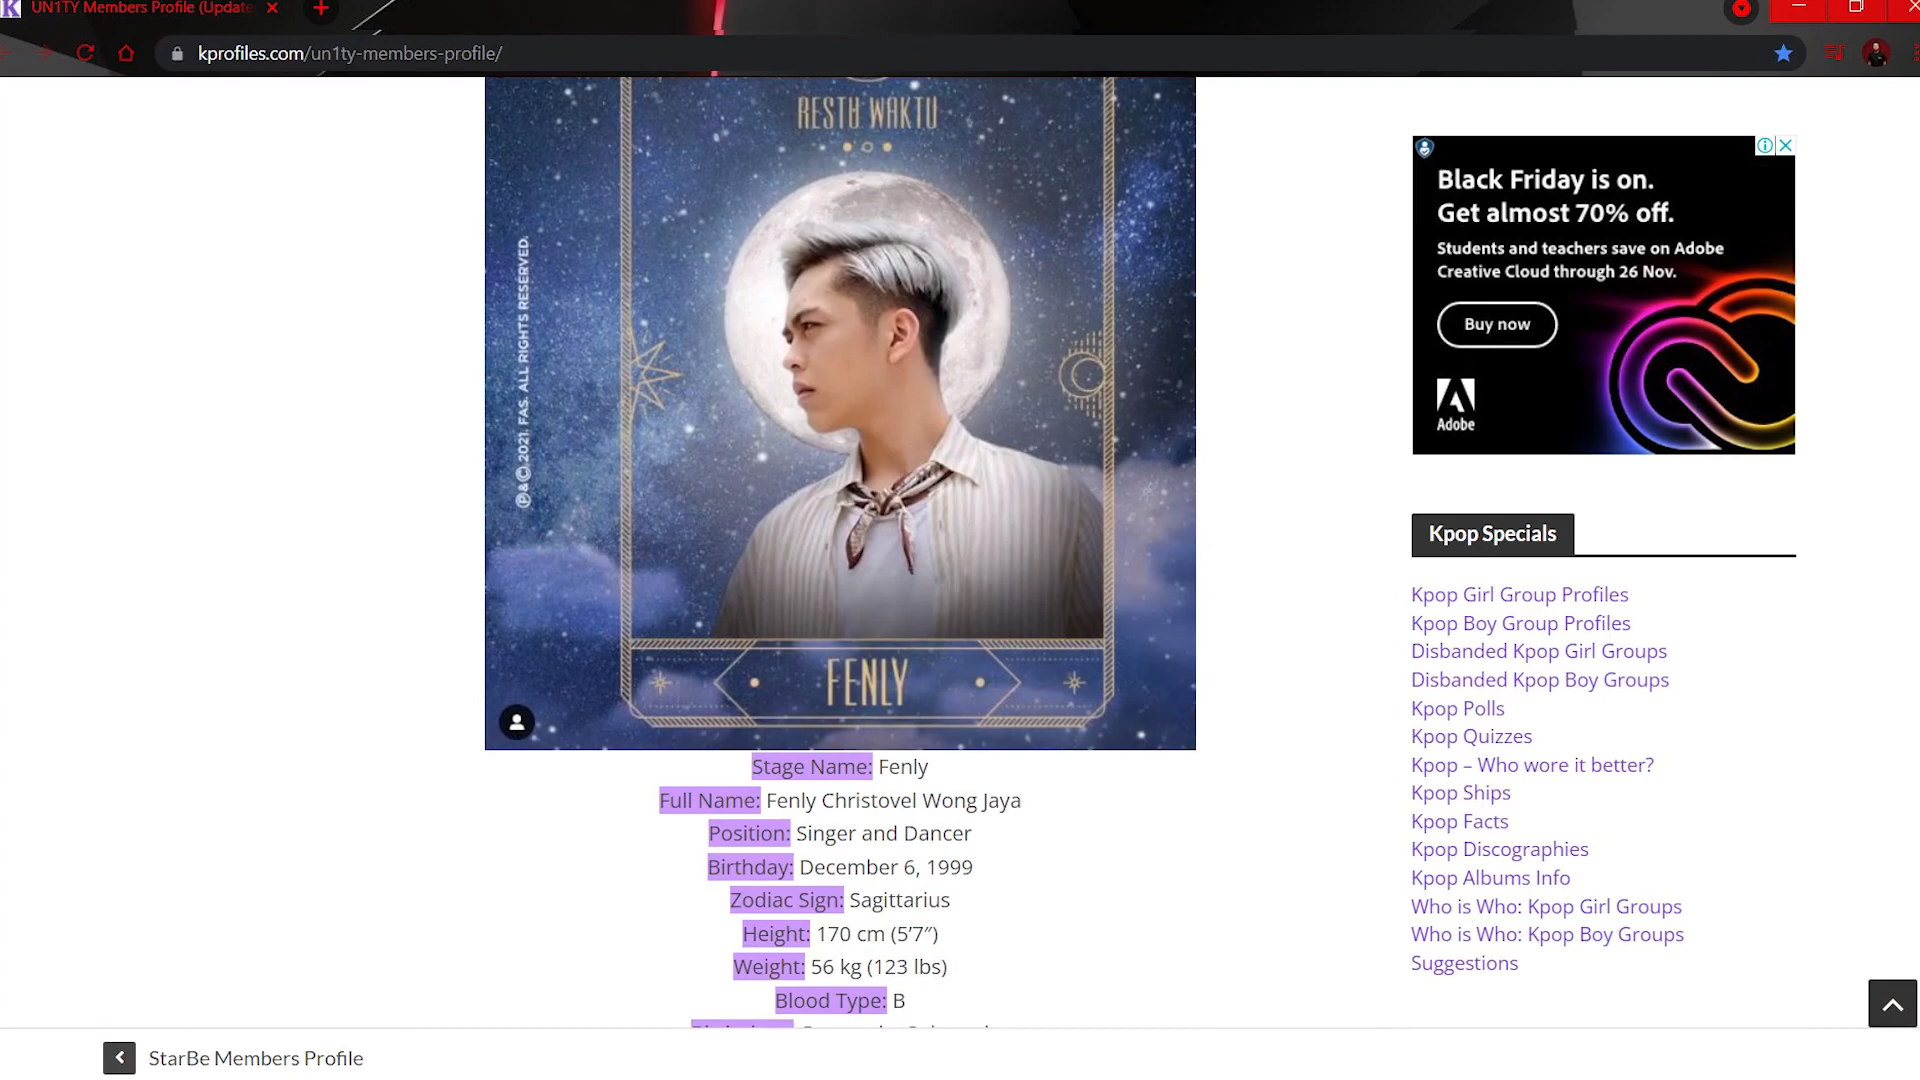 UN1TY Members Profile (Update
kprofiles.com/un1ty-members-profile/
RESTU WAKTU
℗&© 2021. FAS. ALL RIGHTS RESERVED.
FENLY
Stage Name: Fenly
Full Name: Fenly Christovel Wong Jaya
Position: Singer and Dancer
Birthday: December 6, 1999
Zodiac Sign: Sagittarius
Height: 170 cm (5’7″)
Weight: 56 kg (123 lbs)
Blood Type: B
Black Friday is on.
Get almost 70% off.
Students and teachers save on Adobe
Creative Cloud through 26 Nov.
Buy now
Adobe
Kpop Specials
Kpop Girl Group Profiles
Kpop Boy Group Profiles
Disbanded Kpop Girl Groups
Disbanded Kpop Boy Groups
Kpop Polls
Kpop Quizzes
Kpop – Who wore it better?
Kpop Ships
Kpop Facts
Kpop Discographies
Kpop Albums Info
Who is Who: Kpop Girl Groups
Who is Who: Kpop Boy Groups
Suggestions
StarBe Members Profile